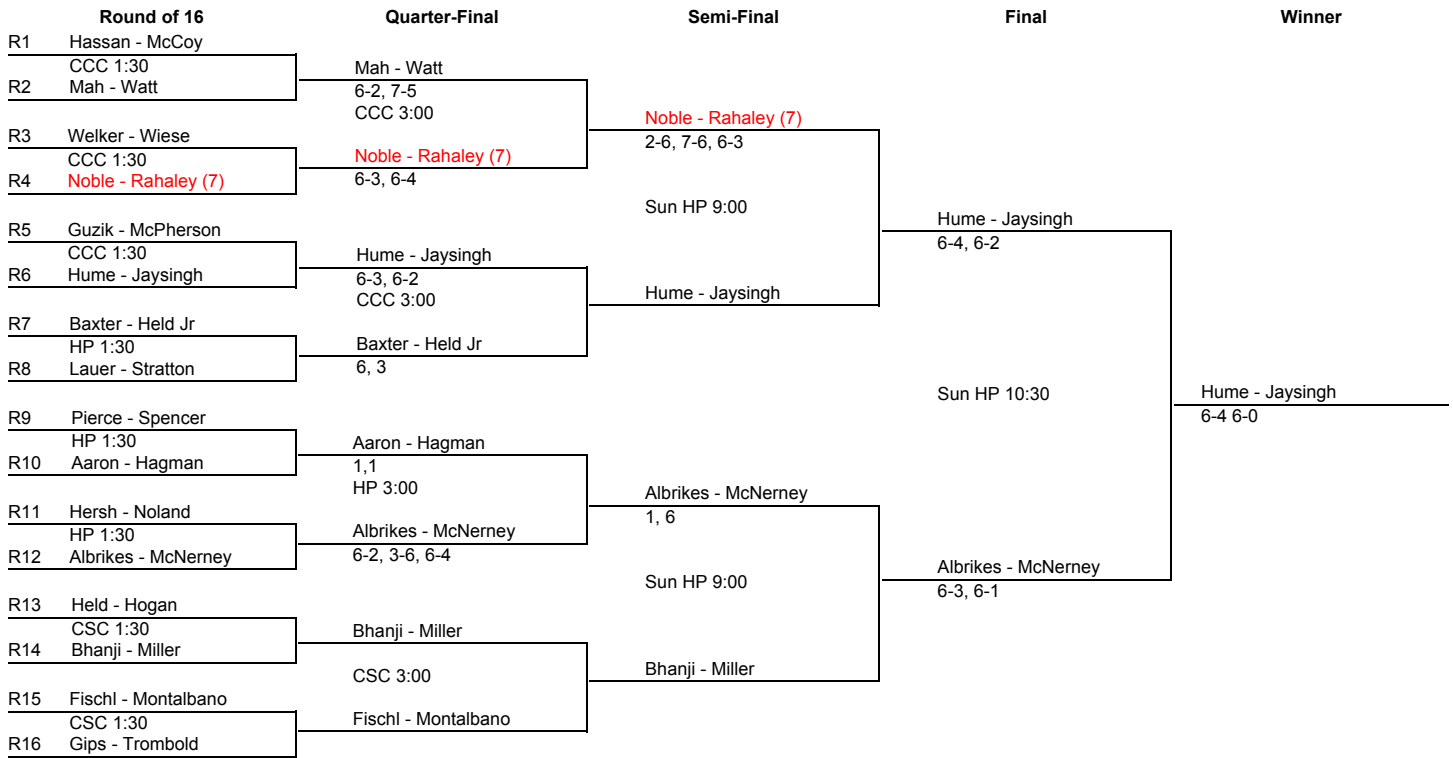 Round of 16 Quarter-Final Semi-Final Final Winner
R1 Hassan - McCoy
CCC 1:30
R2 Mah - Watt
R3 Welker - Wiese
CCC 1:30
R4 Noble - Rahaley (7)
R5 Guzik - McPherson
CCC 1:30
R6 Hume - Jaysingh
R7 Baxter - Held Jr
HP 1:30
R8 Lauer - Stratton
R9 Pierce - Spencer
HP 1:30
R10 Aaron - Hagman
R11 Hersh - Noland
HP 1:30
R12 Albrikes - McNerney
R13 Held - Hogan
CSC 1:30
R14 Bhanji - Miller
R15 Fischl - Montalbano
CSC 1:30
R16 Gips - Trombold
Mah - Watt
6-2, 7-5
CCC 3:00
Noble - Rahaley (7)
6-3, 6-4
Hume - Jaysingh
6-3, 6-2
CCC 3:00
Baxter - Held Jr
6, 3
Aaron - Hagman
1,1
HP 3:00
Albrikes - McNerney
6-2, 3-6, 6-4
Bhanji - Miller
CSC 3:00
Fischl - Montalbano
Noble - Rahaley (7)
2-6, 7-6, 6-3
Sun HP 9:00
Hume - Jaysingh
Albrikes - McNerney
1, 6
Sun HP 9:00
Bhanji - Miller
Hume - Jaysingh
6-4, 6-2
Sun HP 10:30
Albrikes - McNerney
6-3, 6-1
Hume - Jaysingh
6-4 6-0